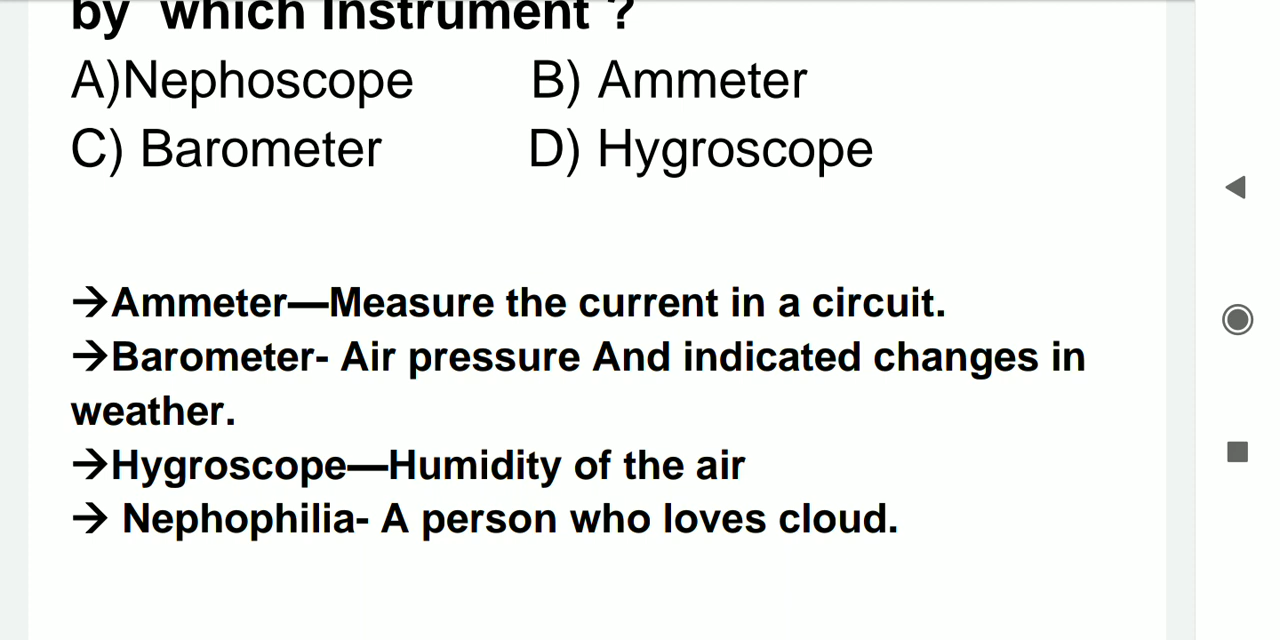 by which Instrument ?
A)Nephoscope B) Ammeter
C) Barometer D) Hygroscope
→Ammeter—Measure the current in a circuit.
→Barometer- Air pressure And indicated changes in
weather.
→Hygroscope—Humidity of the air
→ Nephophilia- A person who loves cloud.